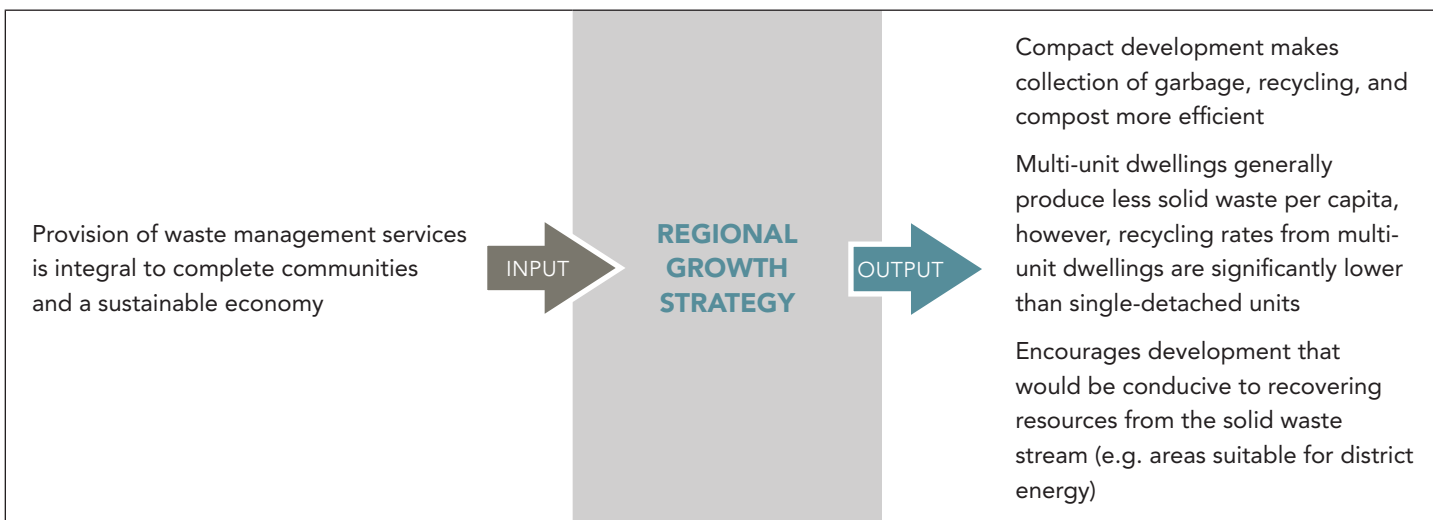 Provision of waste management services
is integral to complete communities
and a sustainable economy
INPUT
REGIONAL
GROWTH
STRATEGY
OUTPUT
Compact development makes
collection of garbage, recycling, and
compost more efficient
Multi-unit dwellings generally
produce less solid waste per capita,
however, recycling rates from multi-
unit dwellings are significantly lower
than single-detached units
Encourages development that
would be conducive to recovering
resources from the solid waste
stream (e.g. areas suitable for district
energy)